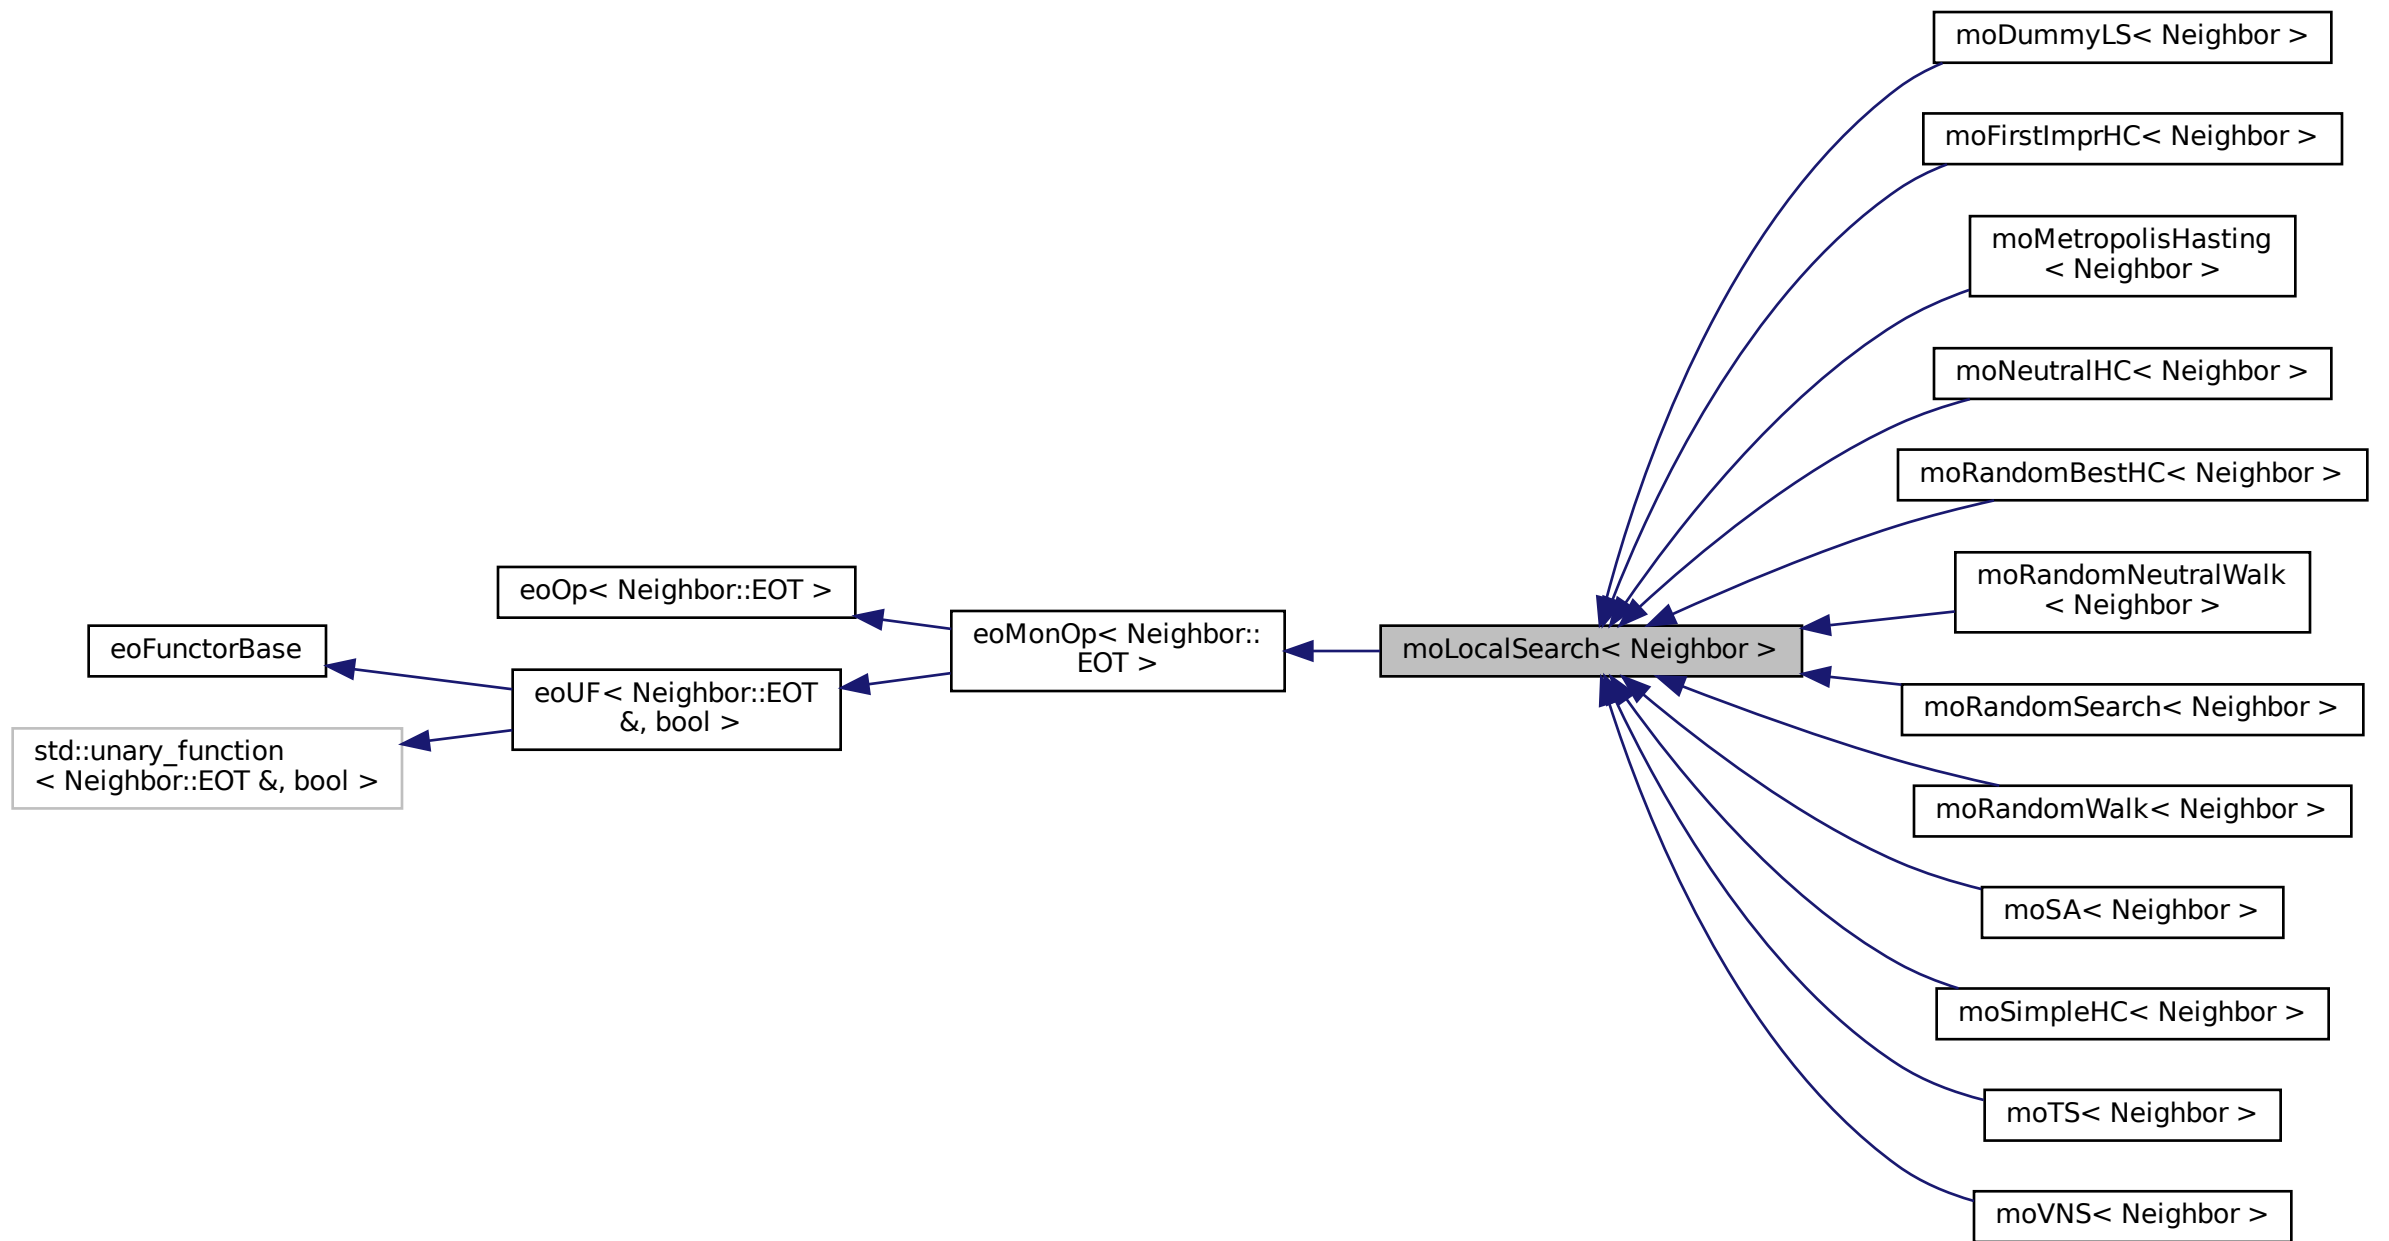 moDummyLS< Neighbor >
moFirstImprHC< Neighbor >
moMetropolisHasting
< Neighbor >
moNeutralHC< Neighbor >
moRandomBestHC< Neighbor >
moRandomNeutralWalk
< Neighbor >
eoOp< Neighbor::EOT >
eoFunctorBase
eoMonOp< Neighbor::
EOT >
moLocalSearch< Neighbor >
eoUF< Neighbor::EOT
&, bool >
moRandomSearch< Neighbor >
std::unary_function
< Neighbor::EOT &, bool >
moRandomWalk< Neighbor >
moSA< Neighbor >
moSimpleHC< Neighbor >
moTS< Neighbor >
moVNS< Neighbor >